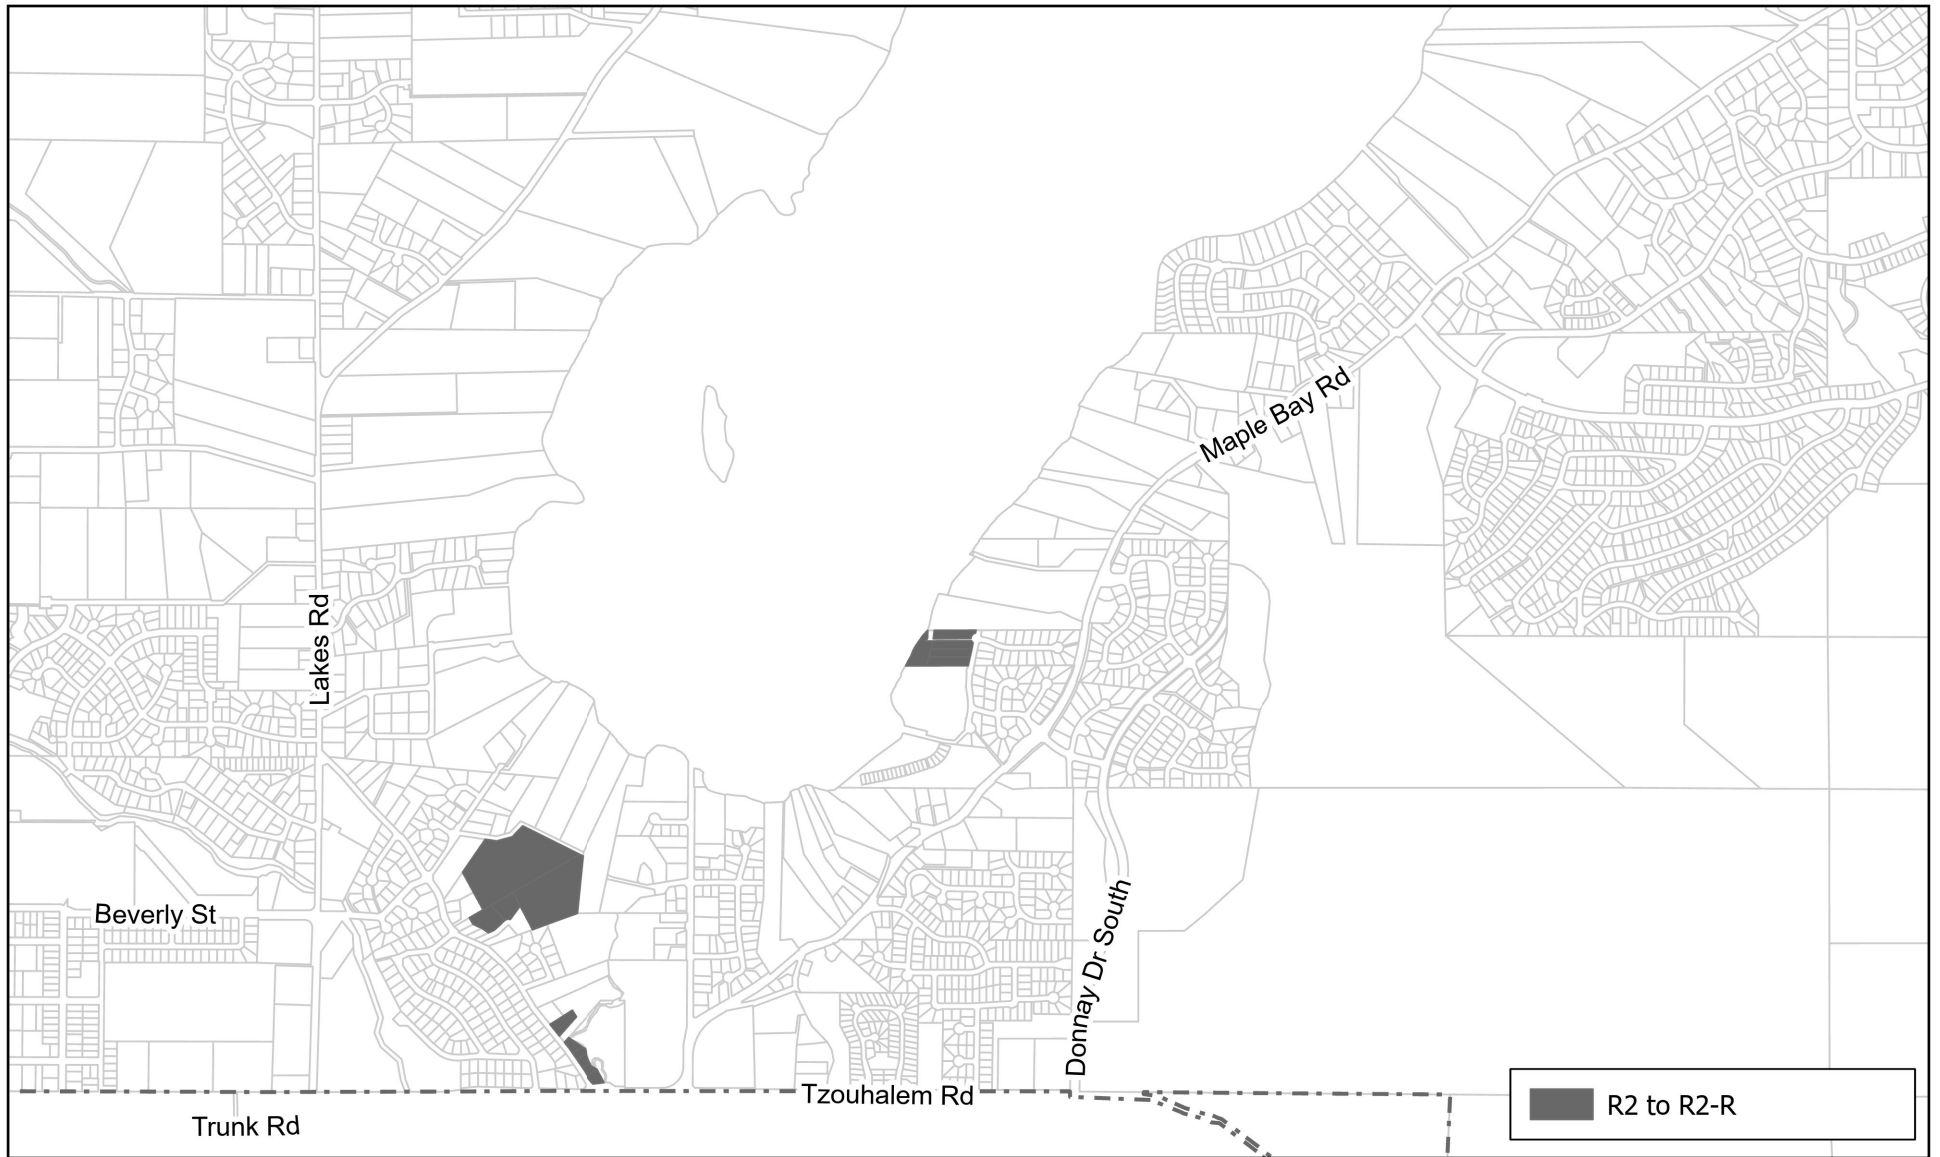 Maple Bay Rd
Lakes Rd
Beverly St
Donnay Dr South
Tzouhalem Rd
Trunk Rd
R2 to R2-R